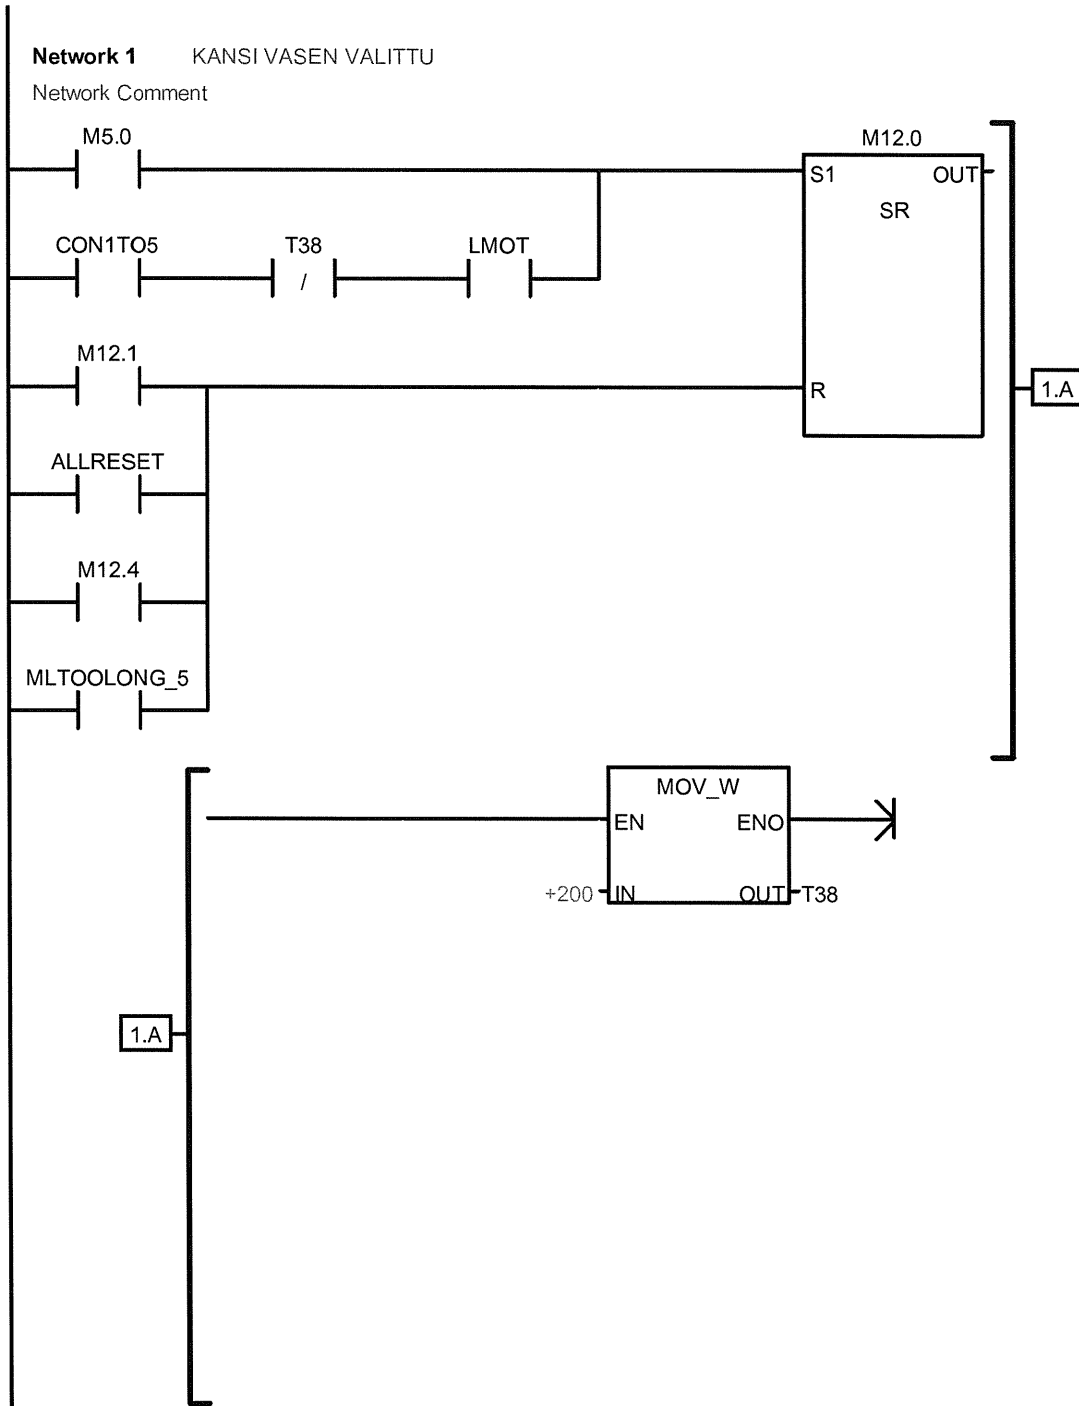 Network 1 KANSI VASEN VALITTU
Network Comment
M5.0
M12.0
S1 OUT
SR
CON1TO5 T38 LMOT
/
M12.1
R
1.A
ALLRESET
M12.4
MLTOOLONG_5
MOV_W
EN ENO
+200 IN OUT T38
1.A